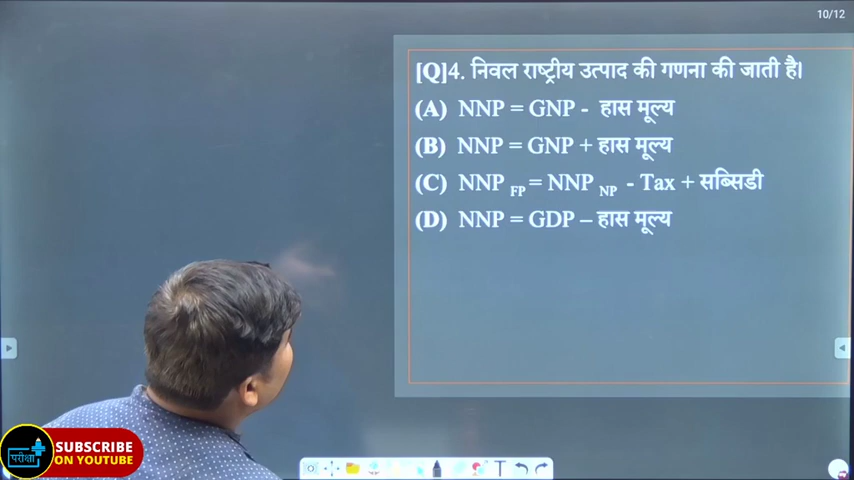 10/12
[Q]4. निवल राष्ट्रीय उत्पाद की गणना की जाती है।
(A) NNP = GNP - हास मूल्य
(B) NNP = GNP + हास मूल्य
(C) NNP FP = NNP NP - Tax + सब्सिडी
(D) NNP = GDP – हास मूल्य
परीक्षा
SUBSCRIBE
ON YOUTUBE